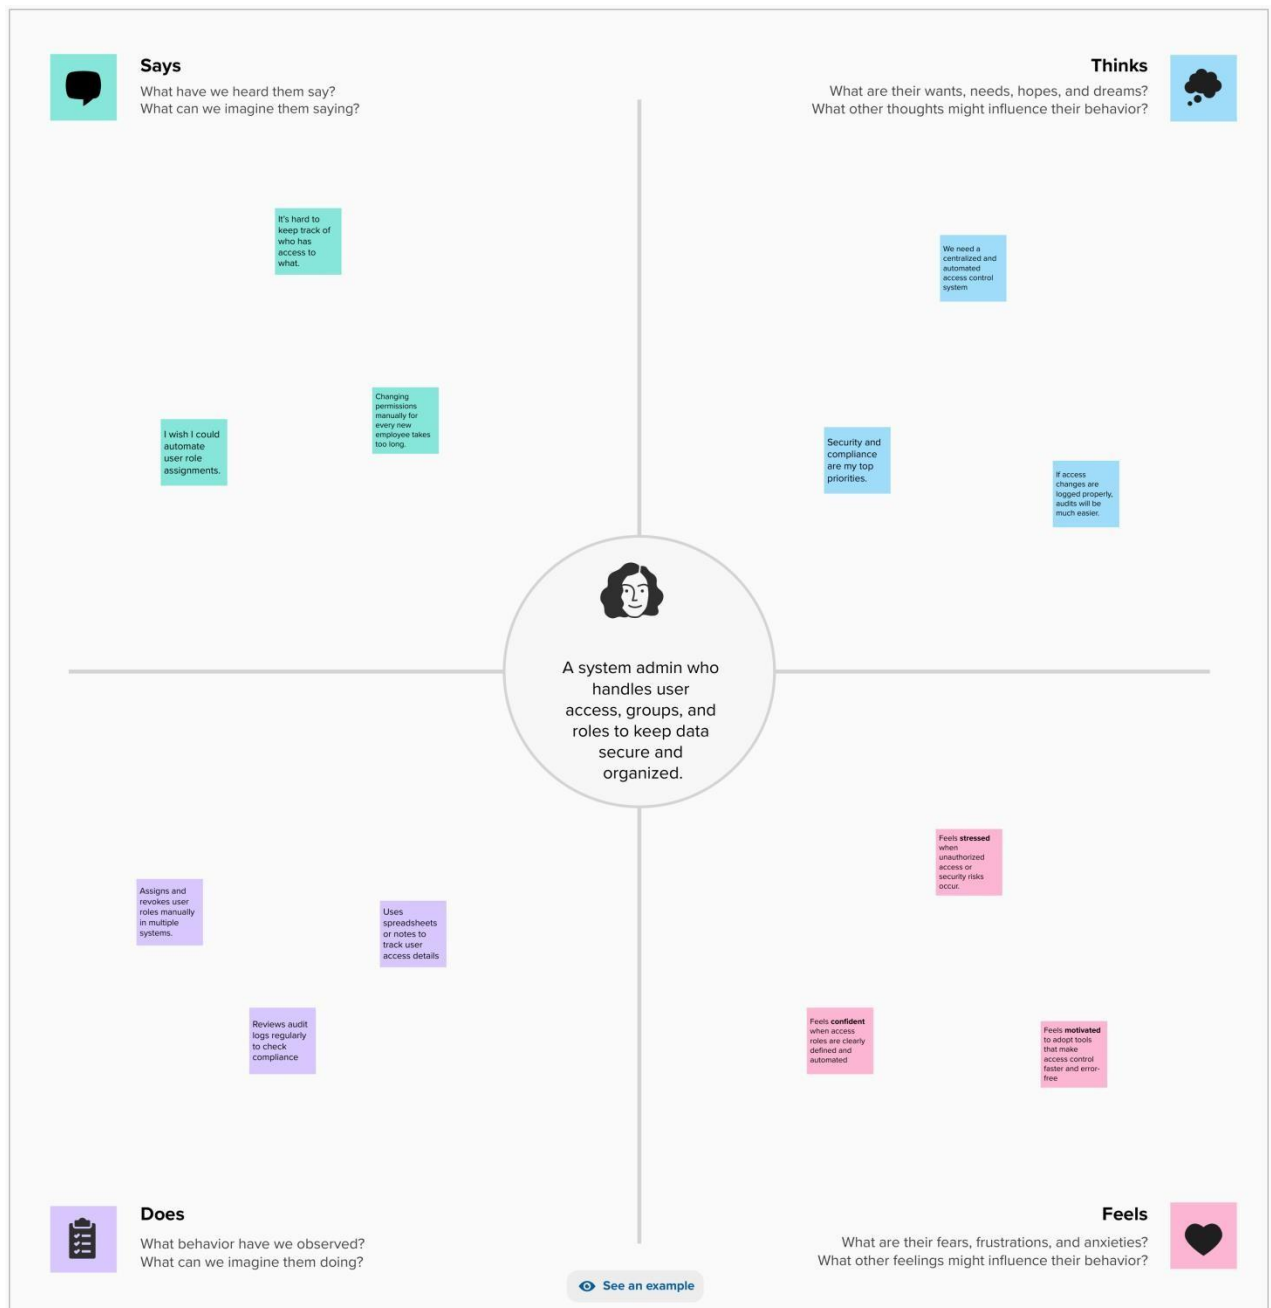 Says
What have we heard them say?
What can we imagine them saying?
It's hard to
keep track of
who has
access to
what.
I wish I could
automate
user role
assignments.
Changing
permissions
manually for
every new
employee takes
too long.
Thinks
What are their wants, needs, hopes, and dreams?
What other thoughts might influence their behavior?
We need a
centralized and
automated
access control
system
Security and
compliance
are my top
priorities.
If access
changes are
logged properly,
audits will be
much easier.
A system admin who
handles user
access, groups, and
roles to keep data
secure and
organized.
Assigns and
revokes user
roles manually
in multiple
systems.
Uses
spreadsheets
or notes to
track user
access details
Reviews audit
logs regularly
to check
compliance
Does
What behavior have we observed?
What can we imagine them doing?
Feels stressed
when
unauthorized
access or
security risks
occur.
Feels confident
when access
roles are clearly
defined and
automated
Feels motivated
to adopt tools
that make
access control
faster and error-
free
Feels
What are their fears, frustrations, and anxieties?
What other feelings might influence their behavior?
See an example